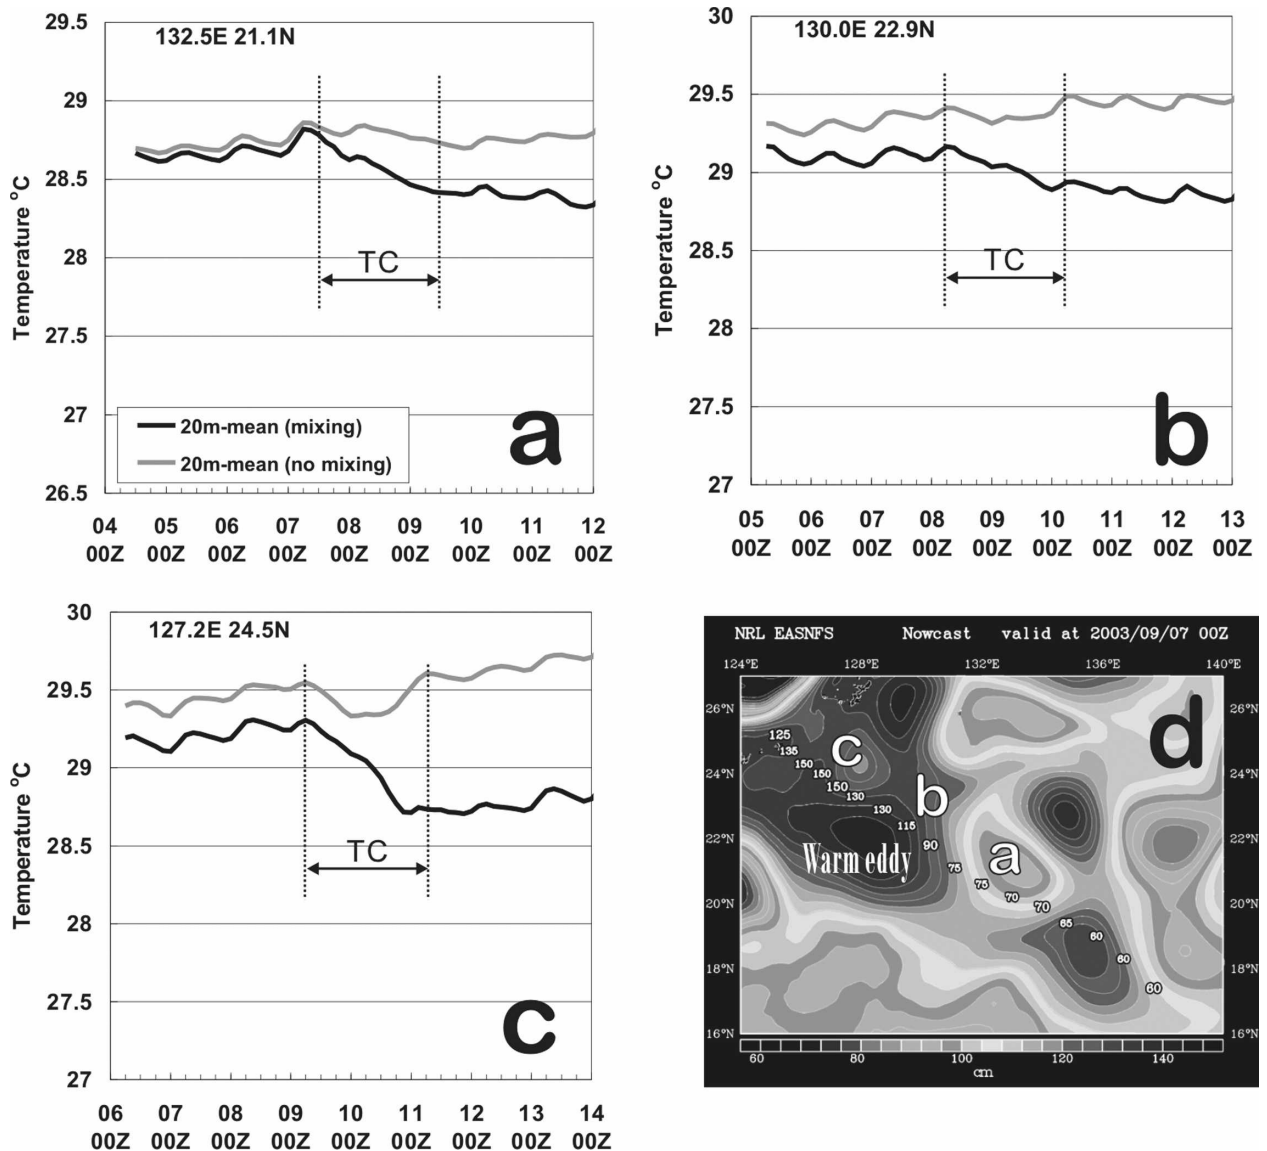 132.5E 21.1N
Temperature °C
29.5
29
28.5
28
27.5
27
26.5
TC
20m-mean (mixing)
20m-mean (no mixing)
a
04 05 06 07 08 09 10 11 12
00Z 00Z 00Z 00Z 00Z 00Z 00Z 00Z 00Z
130.0E 22.9N
Temperature °C
30
29.5
29
28.5
28
27.5
27
TC
b
05 06 07 08 09 10 11 12 13
00Z 00Z 00Z 00Z 00Z 00Z 00Z 00Z 00Z
127.2E 24.5N
Temperature °C
30
29.5
29
28.5
28
27.5
27
TC
c
06 07 08 09 10 11 12 13 14
00Z 00Z 00Z 00Z 00Z 00Z 00Z 00Z 00Z
NRL EASNFS Nowcast valid at 2003/09/07 00Z
124°E 128°E 132°E 136°E 140°E
26°N 26°N
24°N 24°N
22°N 22°N
20°N 20°N
18°N 18°N
16°N 16°N
d
c
b
a
Warm eddy
125
135
150
140
150
130
130
115
90
75
75
70
70
65
60
60
60
60 80 100 120 140
cm